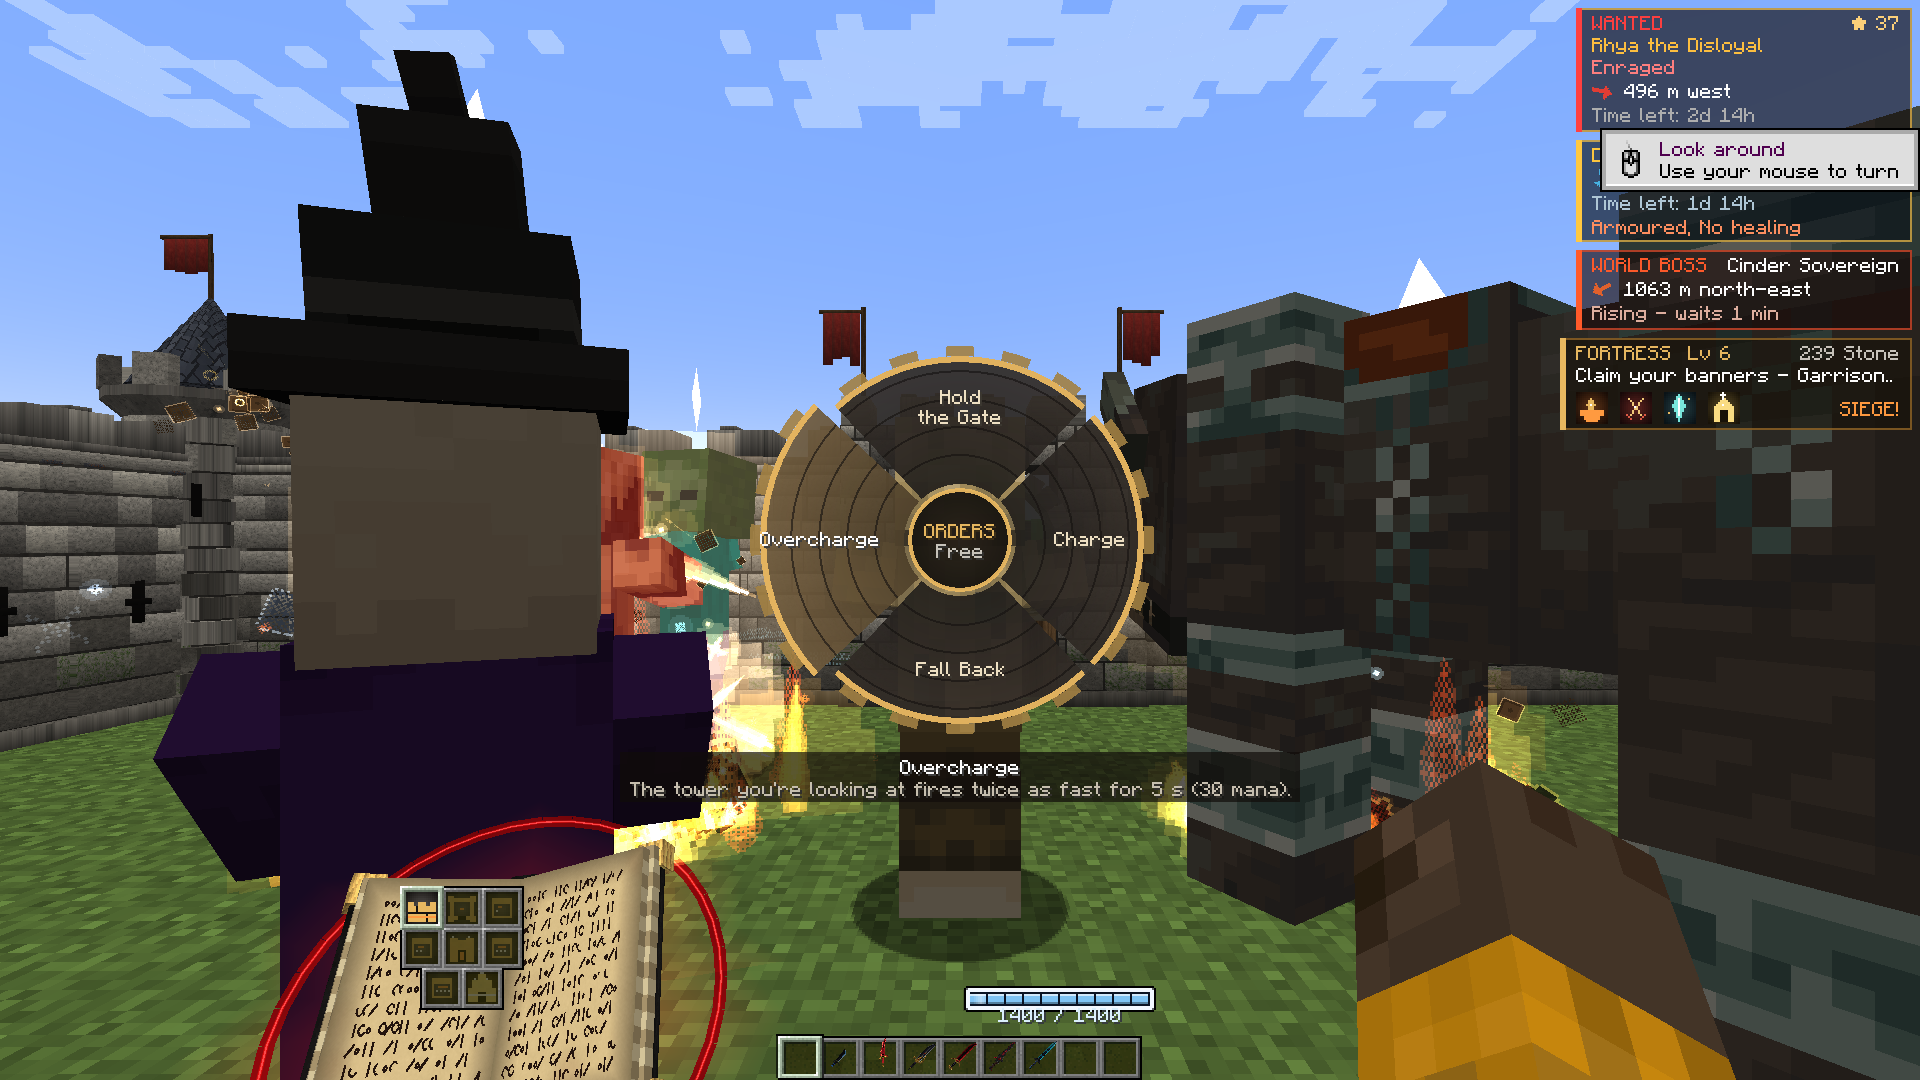 WANTED 37
Rhya the Disloyal
Enraged
496 m west
Time left: 2d 14h
Look around
Use your mouse to turn
Time left: 1d 14h
Armoured, No healing
WORLD BOSS Cinder Sovereign
1063 m north-east
Rising - waits 1 min
FORTRESS Lv 6 239 Stone
Claim your banners - Garrison..
SIEGE!
Hold
the Gate
Overcharge
ORDERS
Free
Charge
Fall Back
Overcharge
The tower you're looking at fires twice as fast for 5 s (30 mana).
1400 / 1400